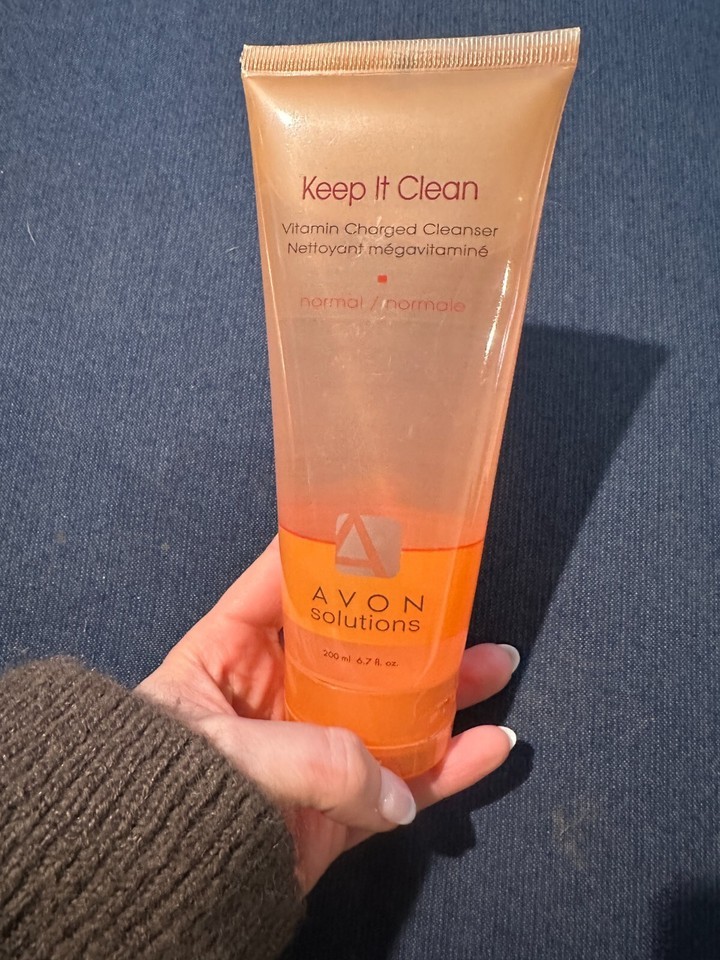 Keep It Clean
Vitamin Charged Cleanser
Nettoyant mégavitaminé
normal / normale
AVON
solutions
200 ml 6.7 fl. oz.